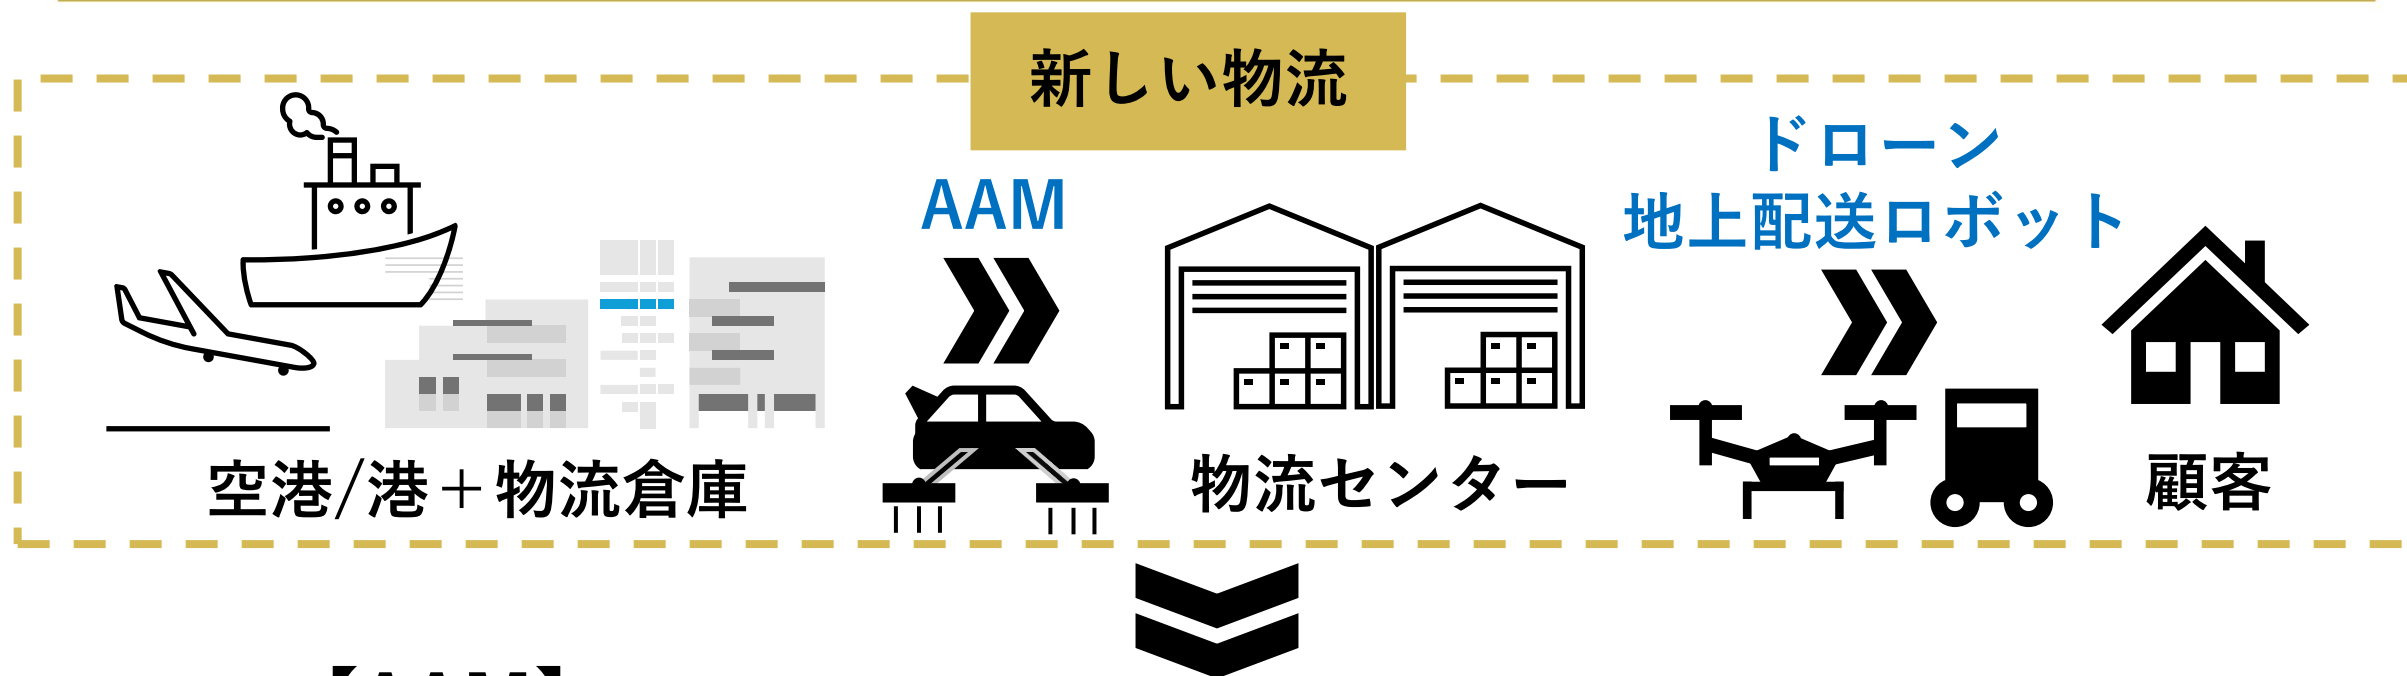 新しい物流
ドローン
地上配送ロボット
AAM
空港/港＋物流倉庫
物流センター
顧客